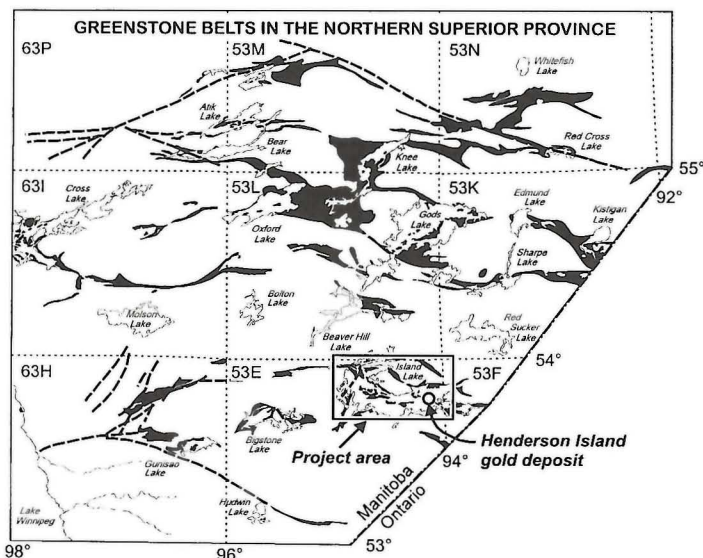 GREENSTONE BELTS IN THE NORTHERN SUPERIOR PROVINCE
63P
53M
53N
Whitefish
Lake
Atik
Lake
Bear
Lake
Knee
Lake
Red Cross
Lake
55°
92°
63I
53L
53K
Cross
Lake
Oxford
Lake
Gods
Lake
Edmund
Lake
Kistigan
Lake
Sharpe
Lake
Molson
Lake
Bolton
Lake
Beaver Hill
Lake
Red
Sucker
Lake
54°
63H
53E
53F
Island
Lake
Bigstone
Lake
Project area
Henderson Island
gold deposit
94°
Gunisao
Lake
Hudwin
Lake
Lake
Winnipeg
Manitoba
Ontario
98°
96°
53°